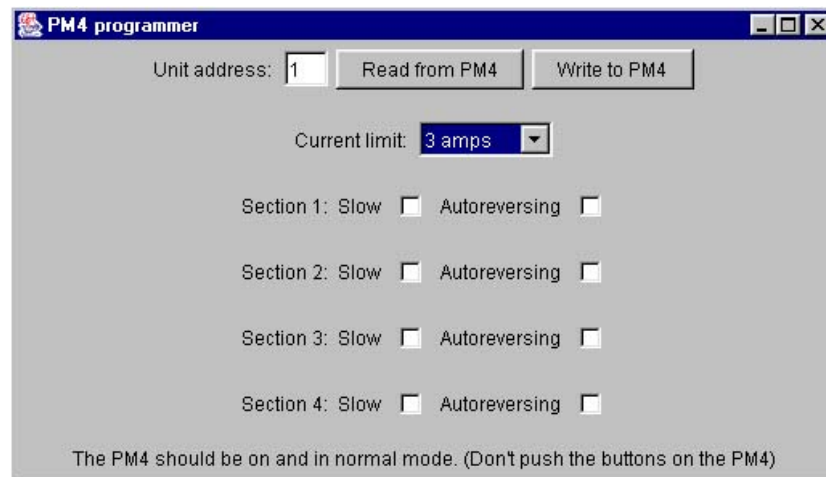 PM4 programmer
Unit address: 1 Read from PM4 Write to PM4
Current limit: 3 amps
Section 1: Slow Autoreversing
Section 2: Slow Autoreversing
Section 3: Slow Autoreversing
Section 4: Slow Autoreversing
The PM4 should be on and in normal mode. (Don't push the buttons on the PM4)